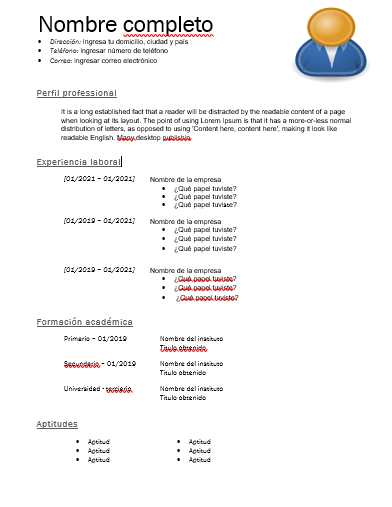 Nombre completo
• Dirección: Ingresa tu domicilio, ciudad y país
• Teléfono: ingresar número de teléfono
• Correo: ingresar correo electrónico
Perfil professional
It is a long established fact that a reader will be distracted by the readable content of a page
when looking at its layout. The point of using Lorem Ipsum is that it has a more-or-less normal
distribution of letters, as opposed to using 'Content here, content here', making it look like
readable English. Many desktop publishin
Experiencia laboral
[01/2021 – 01/2021] Nombre de la empresa
• ¿Qué papel tuviste?
• ¿Qué papel tuviste?
• ¿Qué papel tuviste?
[01/2019 – 01/2021] Nombre de la empresa
• ¿Qué papel tuviste?
• ¿Qué papel tuviste?
• ¿Qué papel tuviste?
[01/2019 – 01/2021] Nombre de la empresa
• ¿Qué papel tuviste?
• ¿Qué papel tuviste?
• ¿Qué papel tuviste?
Formación académica
Primario – 01/2019 Nombre del instituto
Titulo obtenido
Secundario – 01/2019 Nombre del instituto
Titulo obtenido
Universidad - terciario Nombre del instituto
Titulo obtenido
Aptitudes
• Aptitud • Aptitud
• Aptitud • Aptitud
• Aptitud • Aptitud